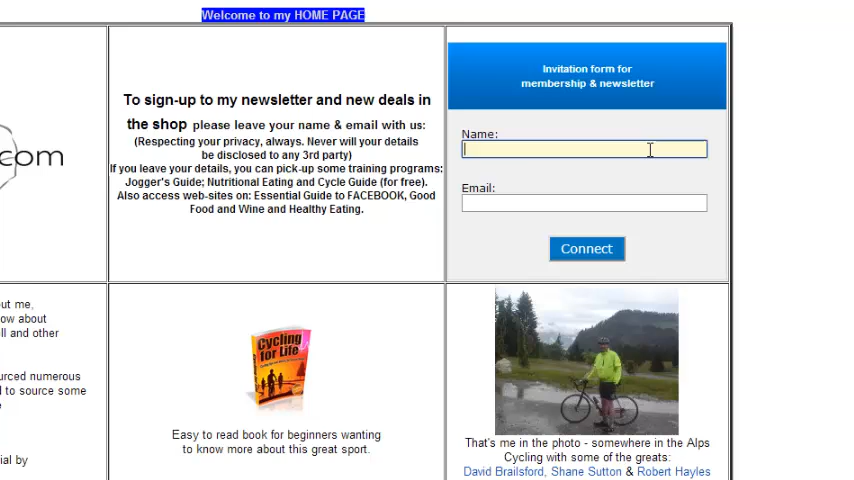 Welcome to my HOME PAGE
.com
To sign-up to my newsletter and new deals in
the shop please leave your name & email with us:
(Respecting your privacy, always. Never will your details
be disclosed to any 3rd party)
If you leave your details, you can pick-up some training programs:
Jogger's Guide; Nutritional Eating and Cycle Guide (for free).
Also access web-sites on: Essential Guide to FACEBOOK, Good
Food and Wine and Healthy Eating.
Invitation form for
membership & newsletter
Name:
Email:
Connect
out me,
ow about
ll and other
urced numerous
l to source some
ial by
Cycling
for Life
Easy to read book for beginners wanting
to know more about this great sport.
That's me in the photo - somewhere in the Alps
Cycling with some of the greats:
David Brailsford, Shane Sutton & Robert Hayles